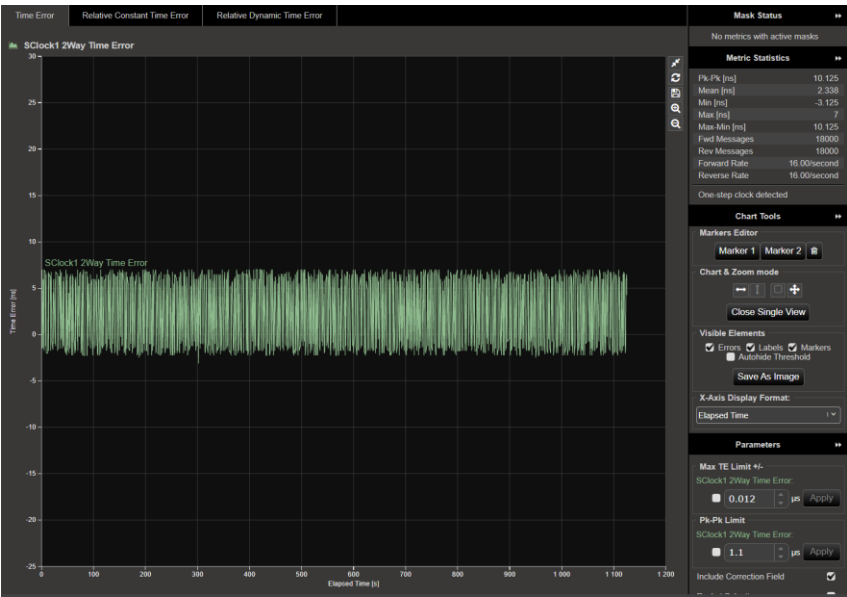 Time Error Relative Constant Time Error Relative Dynamic Time Error
SClock1 2Way Time Error
30
25
20
15
10
5
0
-5
-10
-15
-20
-25
Time Error [ns]
SClock1 2Way Time Error
0 100 200 300 400 500 600 700 800 900 1 000 1 100 1 200
Elapsed Time [s]
Mask Status
No metrics with active masks
Metric Statistics
Pk-Pk [ns] 10.125
Mean [ns] 2.338
Min [ns] -3.125
Max [ns] 7
Max-Min [ns] 10.125
Fwd Messages 18000
Rev Messages 18000
Forward Rate 16.00/second
Reverse Rate 16.00/second
One-step clock detected
Chart Tools
Markers Editor
Marker 1 Marker 2
Chart & Zoom mode
Close Single View
Visible Elements
Errors Labels Markers
Autohide Threshold
Save As Image
X-Axis Display Format:
Elapsed Time
Parameters
Max TE Limit +/-
SClock1 2Way Time Error:
0.012 µs Apply
Pk-Pk Limit
SClock1 2Way Time Error:
1.1 µs Apply
Include Correction Field